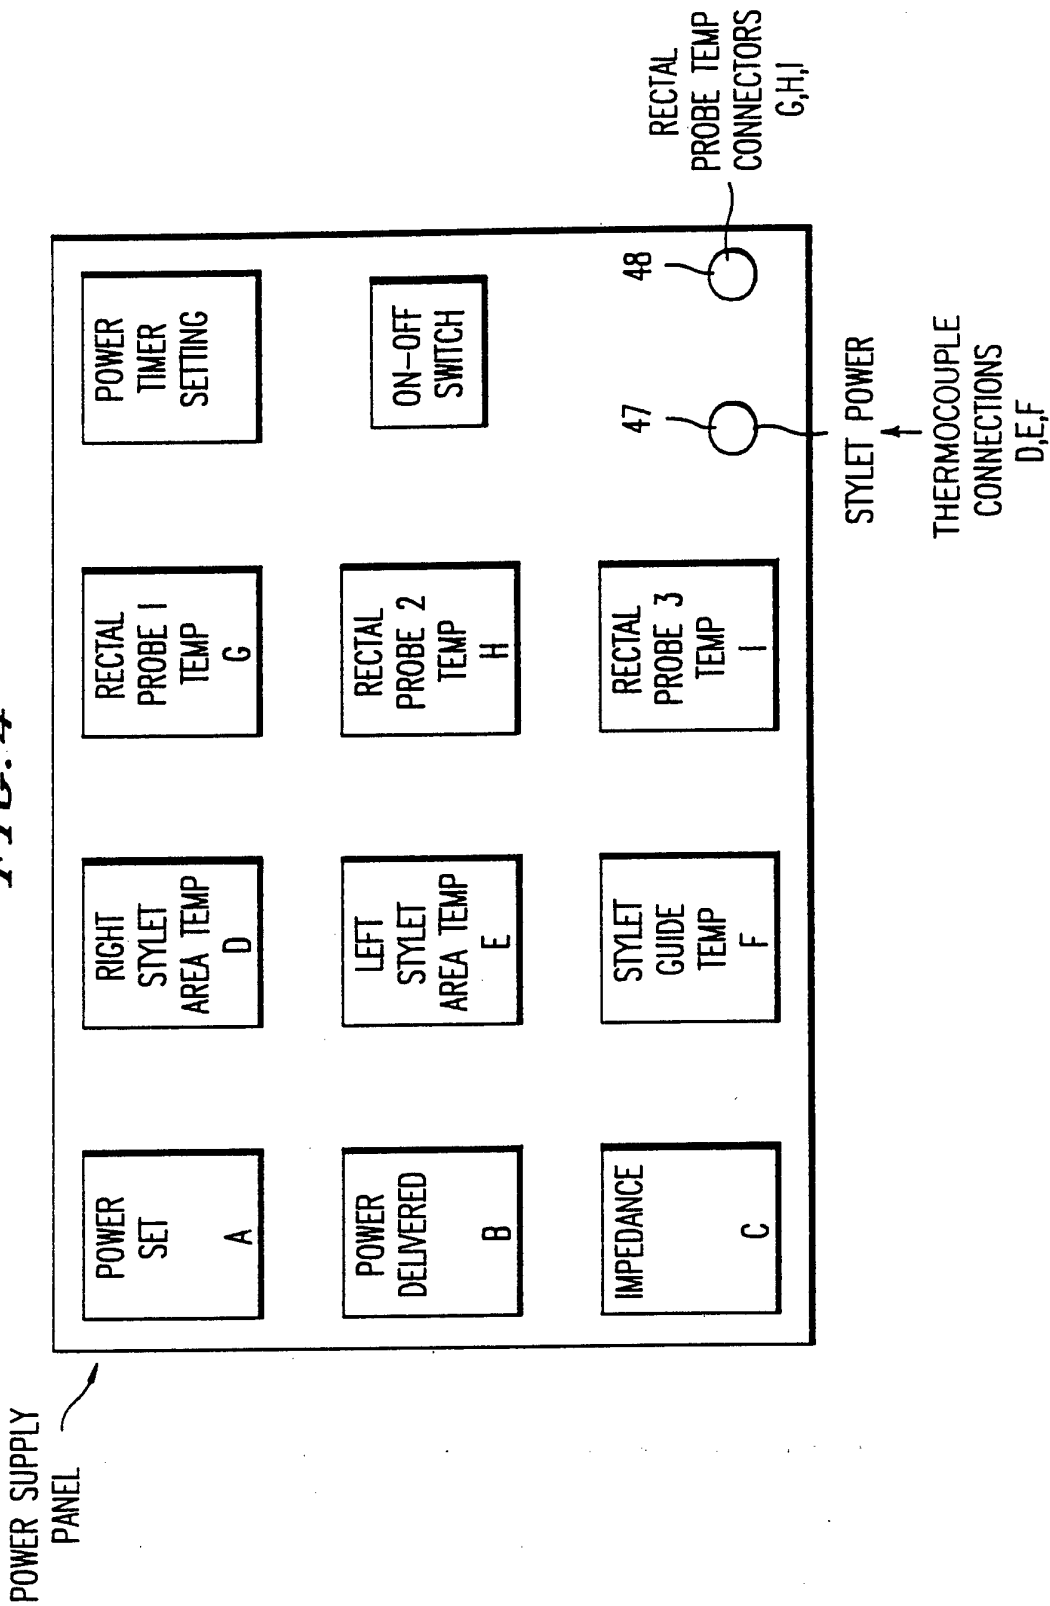 FIG. 4
POWER SUPPLY
PANEL
POWER
SET
A
RIGHT
STYLET
AREA TEMP
D
RECTAL
PROBE 1
TEMP
G
POWER
TIMER
SETTING
POWER
DELIVERED
B
LEFT
STYLET
AREA TEMP
E
RECTAL
PROBE 2
TEMP
H
ON-OFF
SWITCH
IMPEDANCE
C
STYLET
GUIDE
TEMP
F
RECTAL
PROBE 3
TEMP
I
47
48
RECTAL
PROBE TEMP
CONNECTORS
G,H,I
STYLET POWER
THERMOCOUPLE
CONNECTIONS
D,E,F